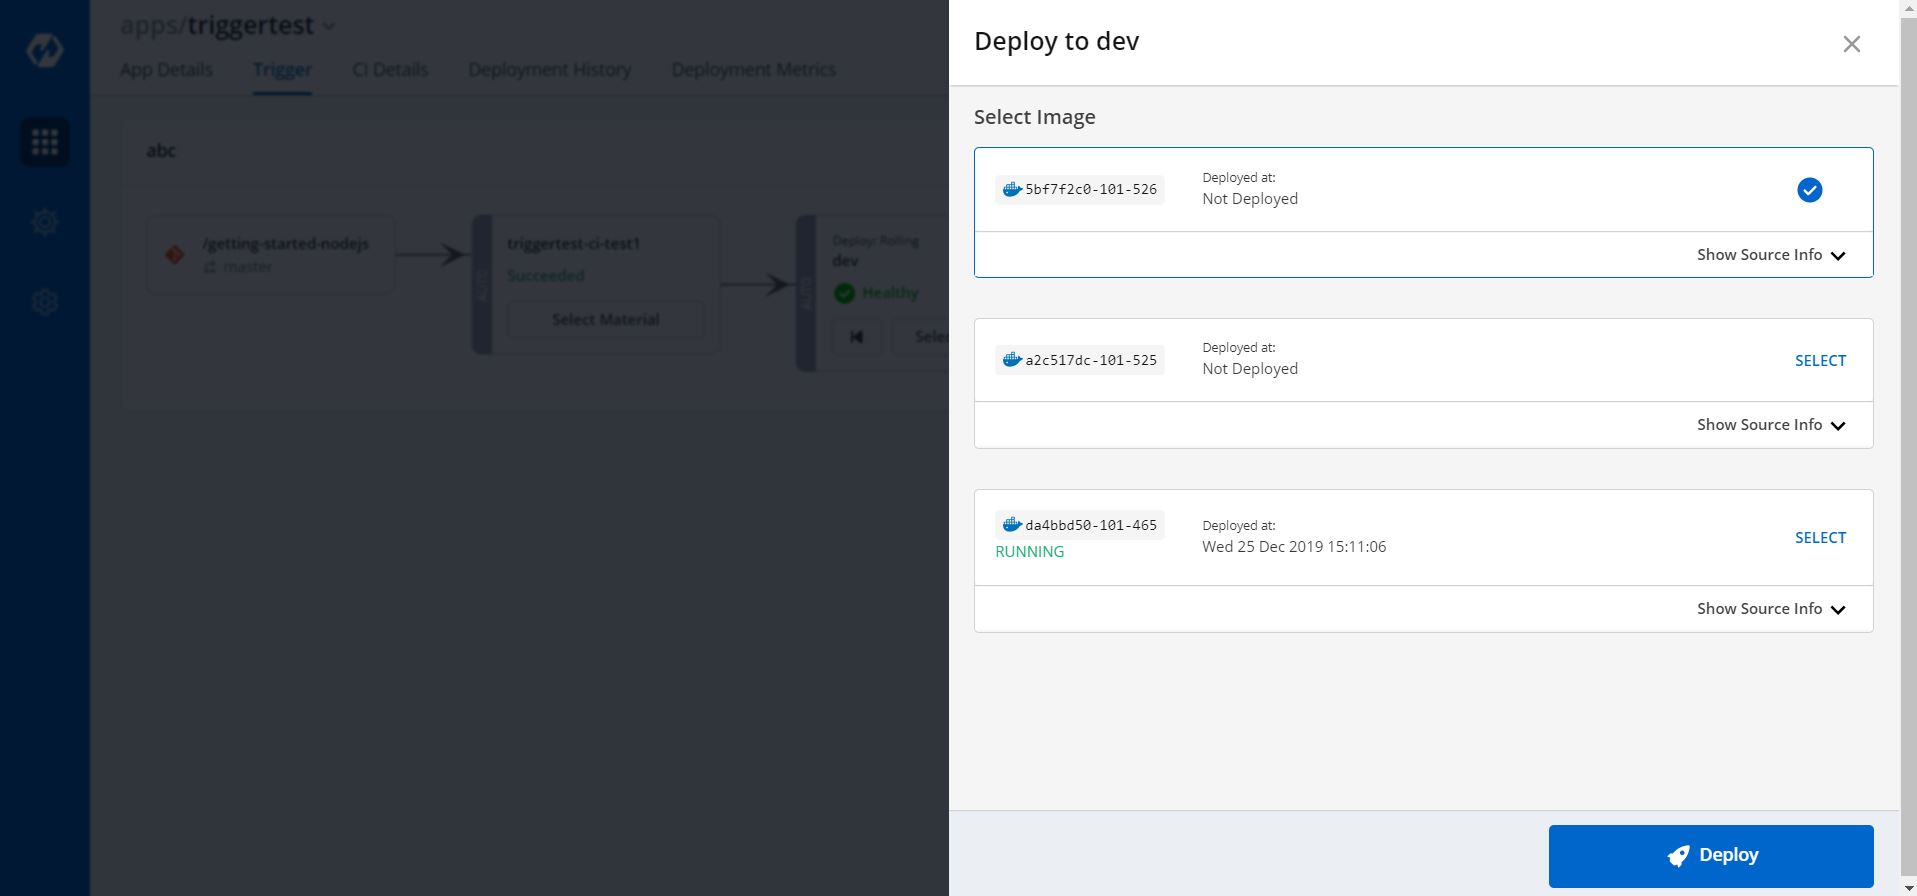 apps/triggertest
App Details Trigger CI Details Deployment History Deployment Metrics
abc
/getting-started-nodejs
master
AUTO
triggertest-ci-test1
Succeeded
Select Material
AUTO
Deploy: Rolling
dev
Healthy
Deploy to dev
Select Image
5bf7f2c0-101-526
Deployed at:
Not Deployed
Show Source Info
a2c517dc-101-525
Deployed at:
Not Deployed
SELECT
Show Source Info
da4bbd50-101-465
RUNNING
Deployed at:
Wed 25 Dec 2019 15:11:06
SELECT
Show Source Info
Deploy